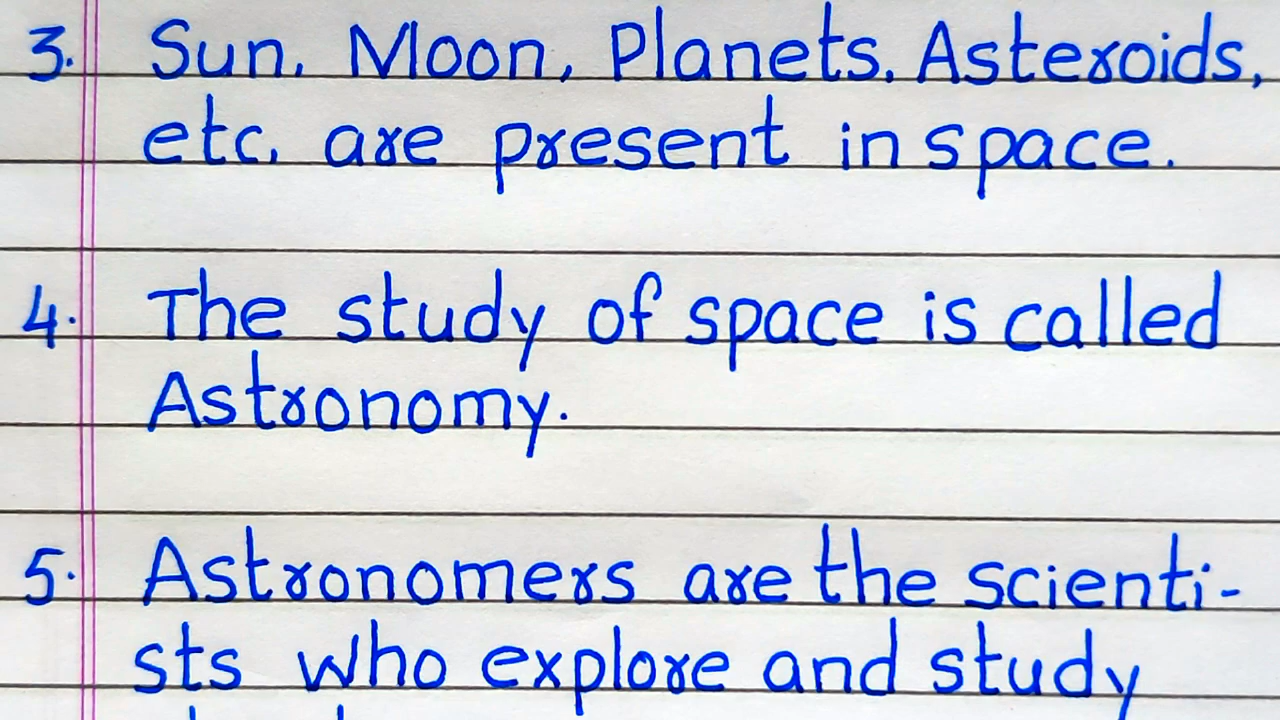 3. Sun, Moon, Planets, Asteroids,
etc. are present in space.
4. The study of space is called
Astronomy.
5. Astronomers are the scienti-
sts who explore and study